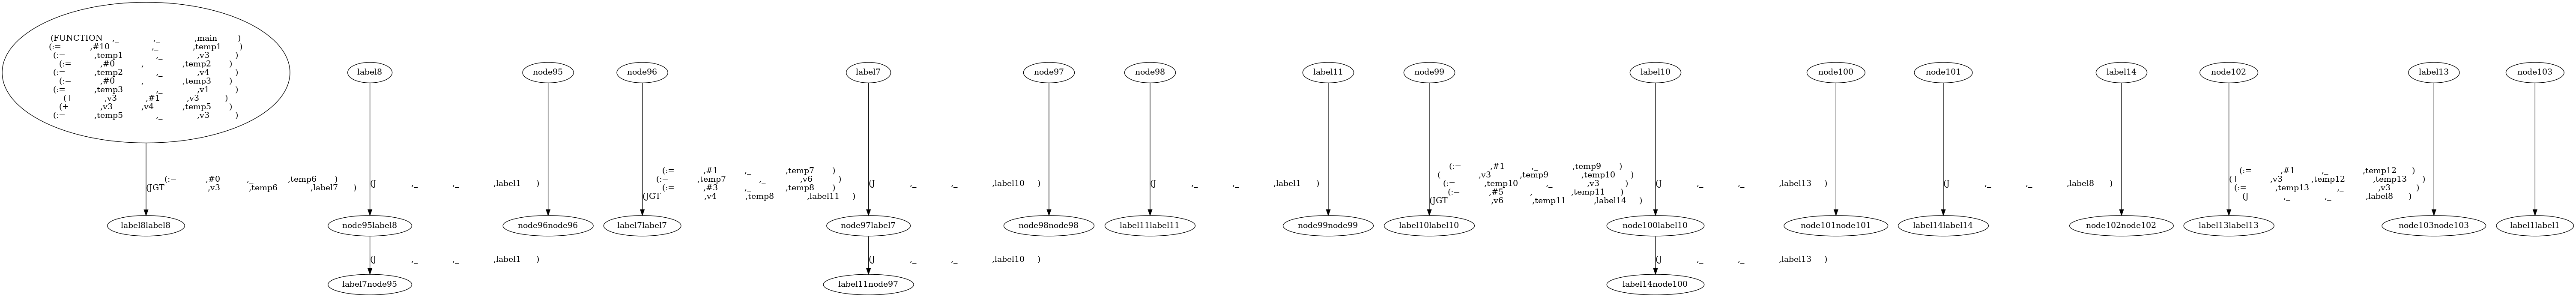 (FUNCTION ,_ ,_ ,main )
(:= ,#10 ,_ ,temp1 )
(:= ,temp1 ,_ ,v3 )
(:= ,#0 ,_ ,temp2 )
(:= ,temp2 ,_ ,v4 )
(:= ,#0 ,_ ,temp3 )
(:= ,temp3 ,_ ,v1 )
(+ ,v3 ,#1 ,v3 )
(+ ,v3 ,v4 ,temp5 )
(:= ,temp5 ,_ ,v3 )
label8
node95
node96
label7
node97
node98
label11
node99
label10
node100
node101
label14
node102
label13
node103
(:= ,#0 ,_ ,temp6 )
(JGT ,v3 ,temp6 ,label7 )
(J ,_ ,_ ,label1 )
(:= ,#1 ,_ ,temp7 )
(:= ,temp7 ,_ ,v6 )
(:= ,#3 ,_ ,temp8 )
(JGT ,v4 ,temp8 ,label11 )
(J ,_ ,_ ,label10 )
(J ,_ ,_ ,label1 )
(:= ,#1 ,_ ,temp9 )
(- ,v3 ,temp9 ,temp10 )
(:= ,temp10 ,_ ,v3 )
(:= ,#5 ,_ ,temp11 )
(JGT ,v6 ,temp11 ,label14 )
(J ,_ ,_ ,label13 )
(J ,_ ,_ ,label8 )
(:= ,#1 ,_ ,temp12 )
(+ ,v3 ,temp12 ,temp13 )
(:= ,temp13 ,_ ,v3 )
(J ,_ ,_ ,label8 )
label8label8
node95label8
node96node96
label7label7
node97label7
node98node98
label11label11
node99node99
label10label10
node100label10
node101node101
label14label14
node102node102
label13label13
node103node103
label1label1
(J ,_ ,_ ,label1 )
(J ,_ ,_ ,label10 )
(J ,_ ,_ ,label13 )
label7node95
label11node97
label14node100